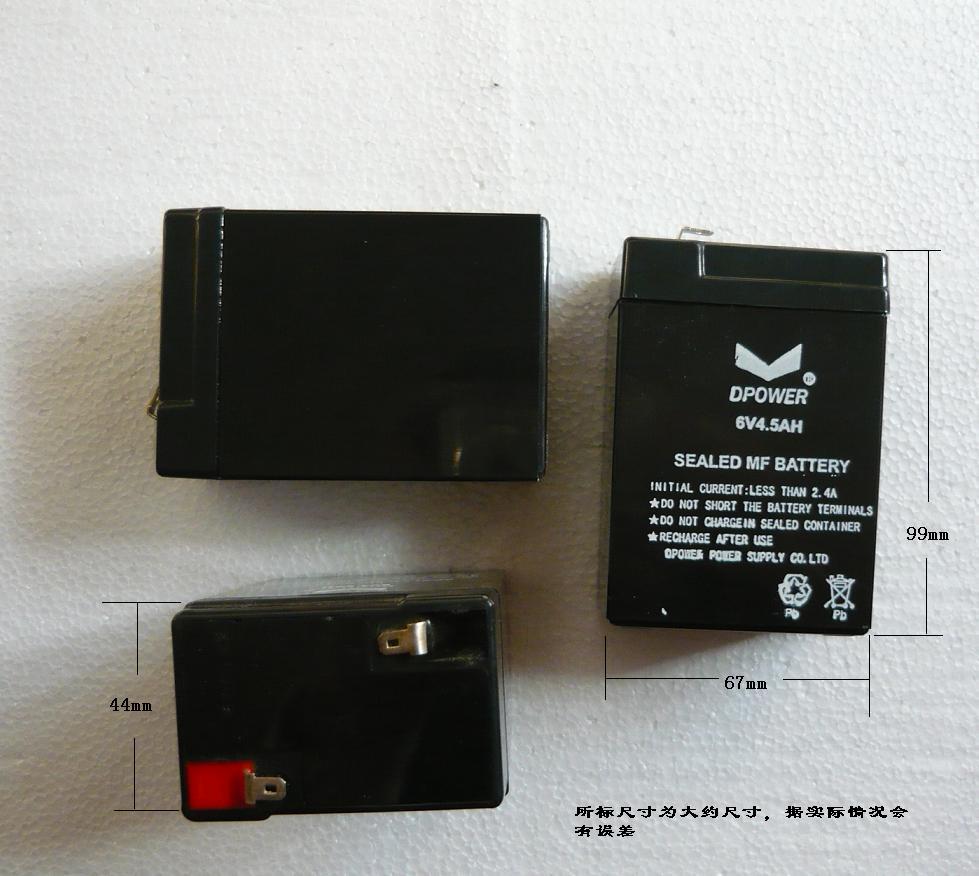 DPOWER
6V4.5AH
SEALED MF BATTERY
INITIAL CURRENT:LESS THAN 2.4A
★DO NOT SHORT THE BATTERY TERMINALS
★DO NOT CHARGEIN SEALED CONTAINER
★RECHARGE AFTER USE
DPOWER POWER SUPPLY CO.LTD
Pb Pb
99mm
67mm
44mm
所标尺寸为大约尺寸，据实际情况会
有误差